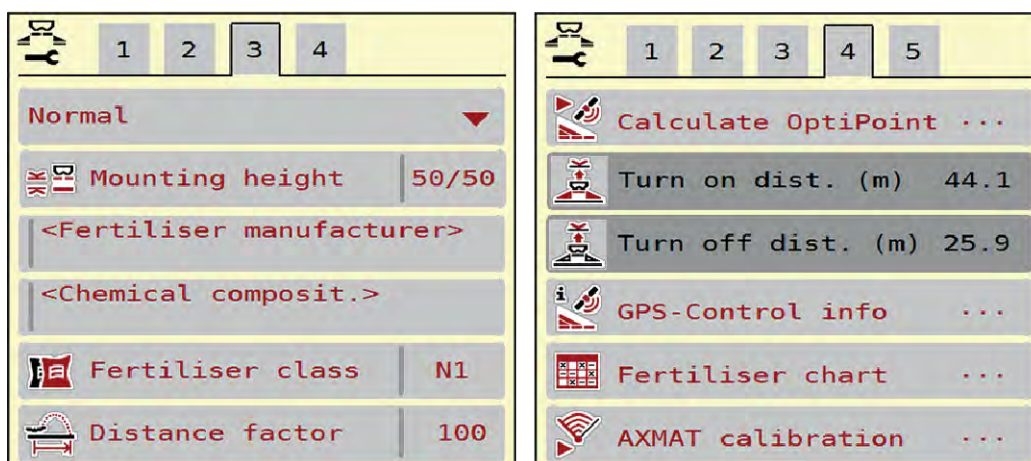 1 2 3 4
Normal
Mounting height 50/50
<Fertiliser manufacturer>
<Chemical composit.>
Fertiliser class N1
Distance factor 100
1 2 3 4 5
Calculate OptiPoint ...
Turn on dist. (m) 44.1
Turn off dist. (m) 25.9
GPS-Control info ...
Fertiliser chart ...
AXMAT calibration ...